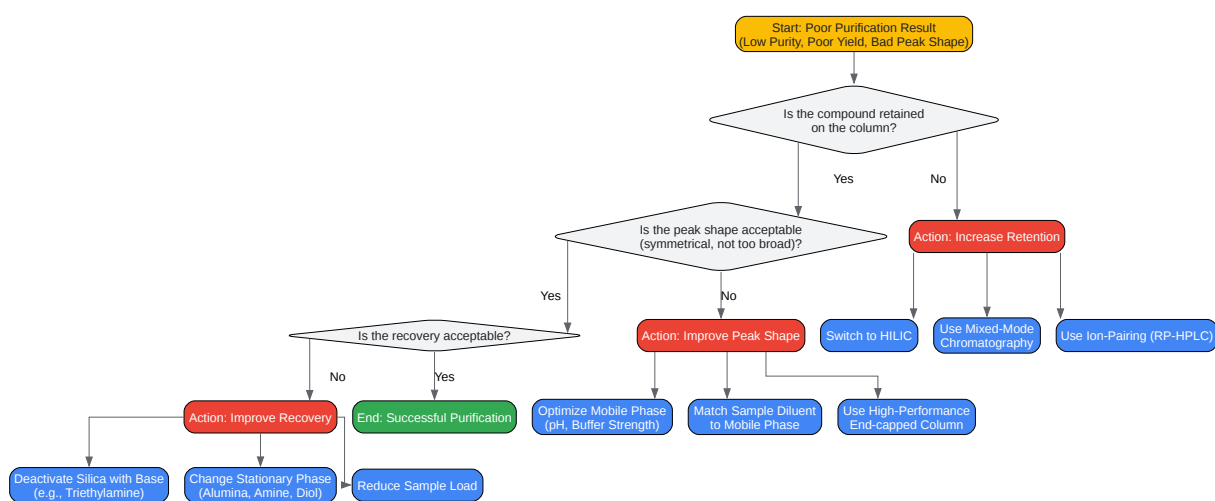 Start: Poor Purification Result
(Low Purity, Poor Yield, Bad Peak Shape)
Is the compound retained
on the column?
Yes
No
Is the peak shape acceptable
(symmetrical, not too broad)?
Action: Increase Retention
Yes
No
Is the recovery acceptable?
Action: Improve Peak Shape
Switch to HILIC
Use Mixed-Mode
Chromatography
Use Ion-Pairing (RP-HPLC)
No
Yes
Action: Improve Recovery
End: Successful Purification
Optimize Mobile Phase
(pH, Buffer Strength)
Match Sample Diluent
to Mobile Phase
Use High-Performance
End-capped Column
Deactivate Silica with Base
(e.g., Triethylamine)
Change Stationary Phase
(Alumina, Amine, Diol)
Reduce Sample Load